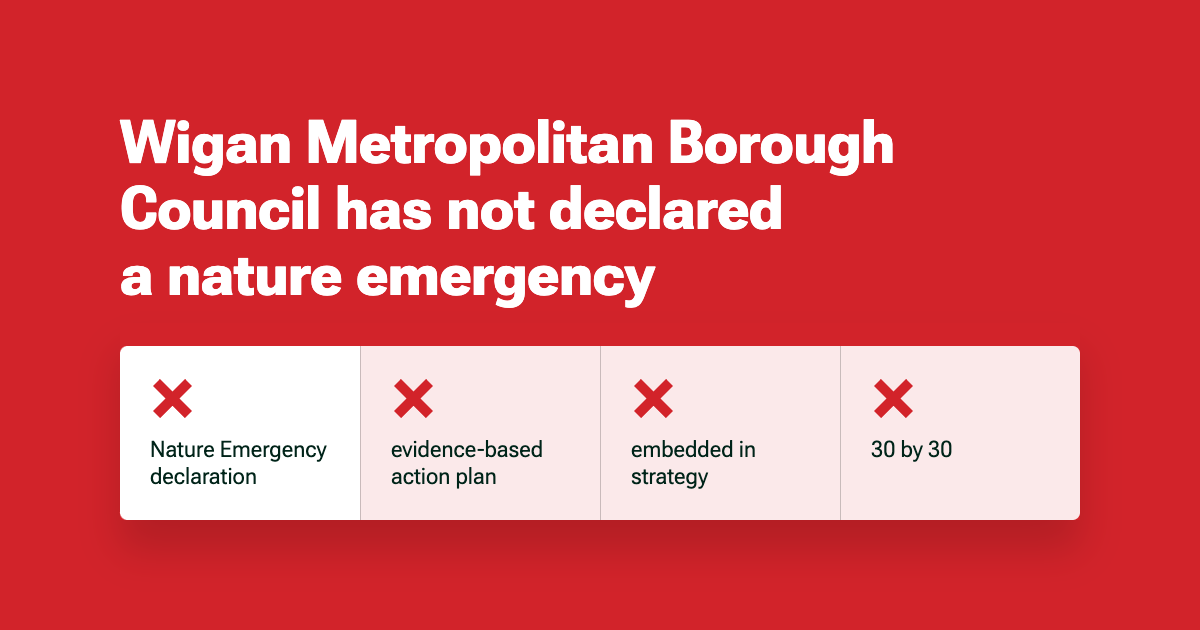 Wigan Metropolitan Borough
Council has not declared
a nature emergency
Nature Emergency
declaration
evidence-based
action plan
embedded in
strategy
30 by 30